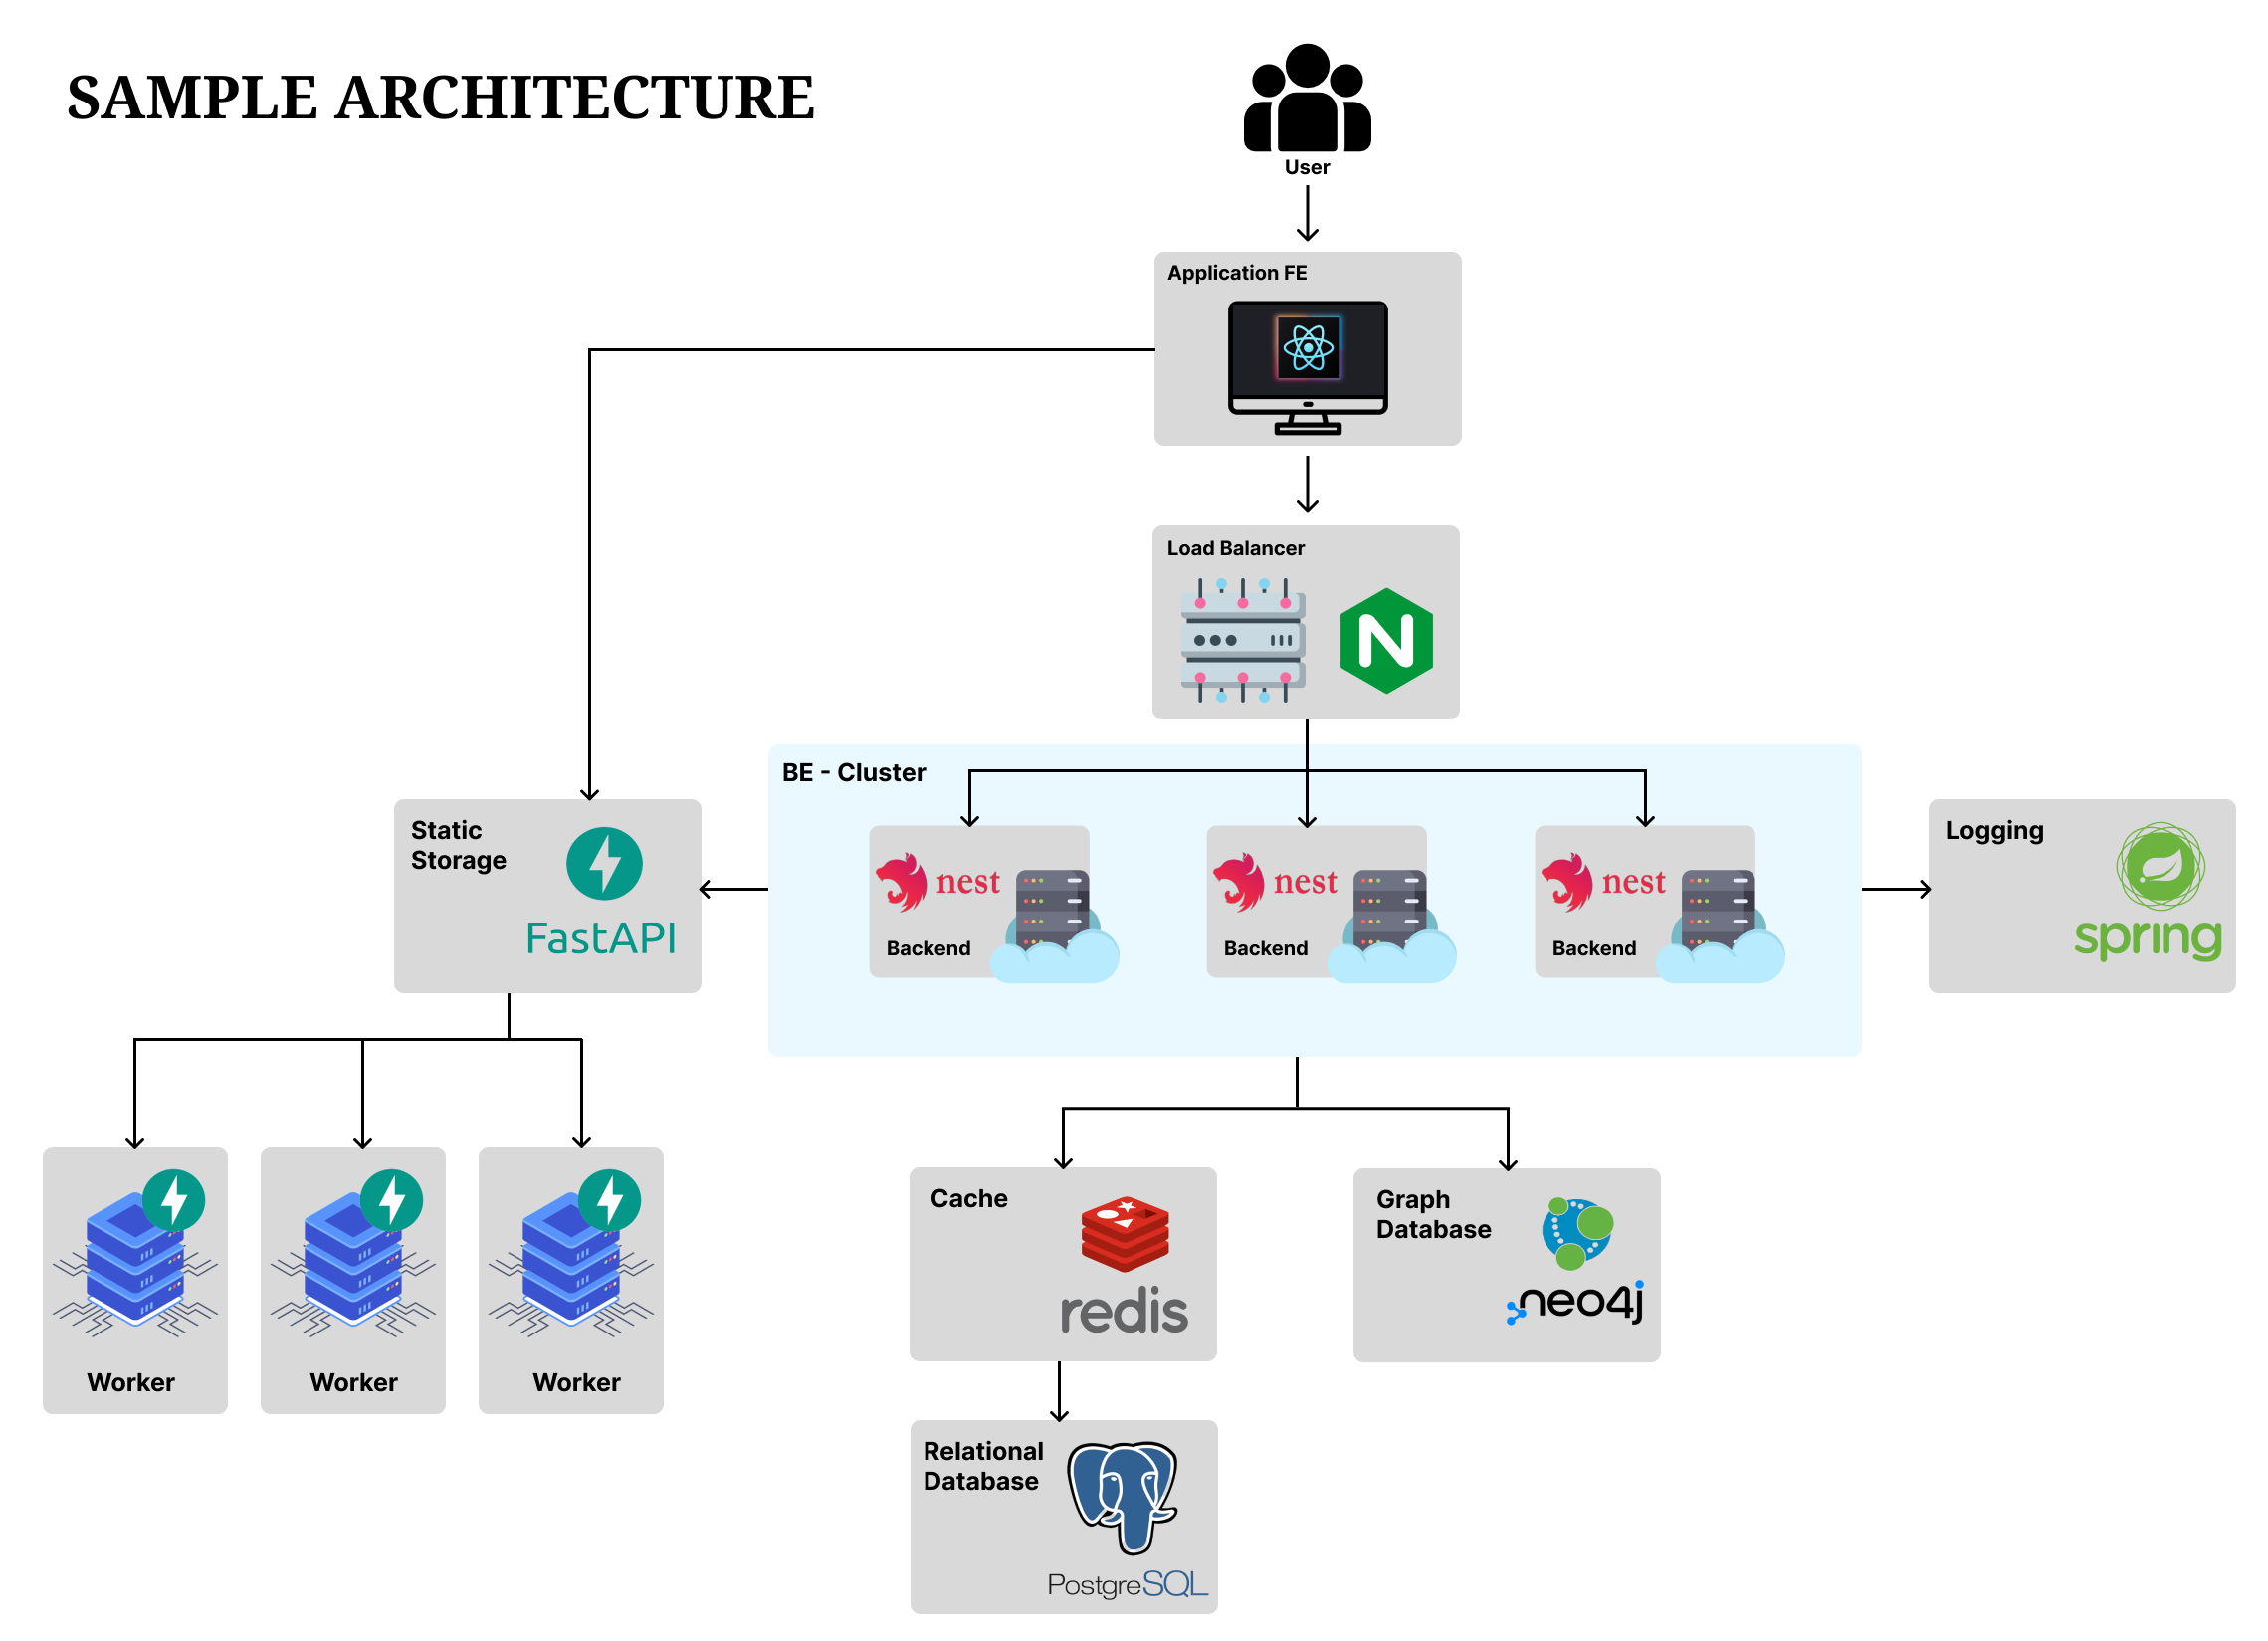 SAMPLE ARCHITECTURE
User
Application FE
Load Balancer
BE - Cluster
Static
Storage
FastAPI
nest
Backend
nest
Backend
nest
Backend
Logging
spring
Worker
Worker
Worker
Cache
redis
Graph
Database
neo4j
Relational
Database
PostgreSQL